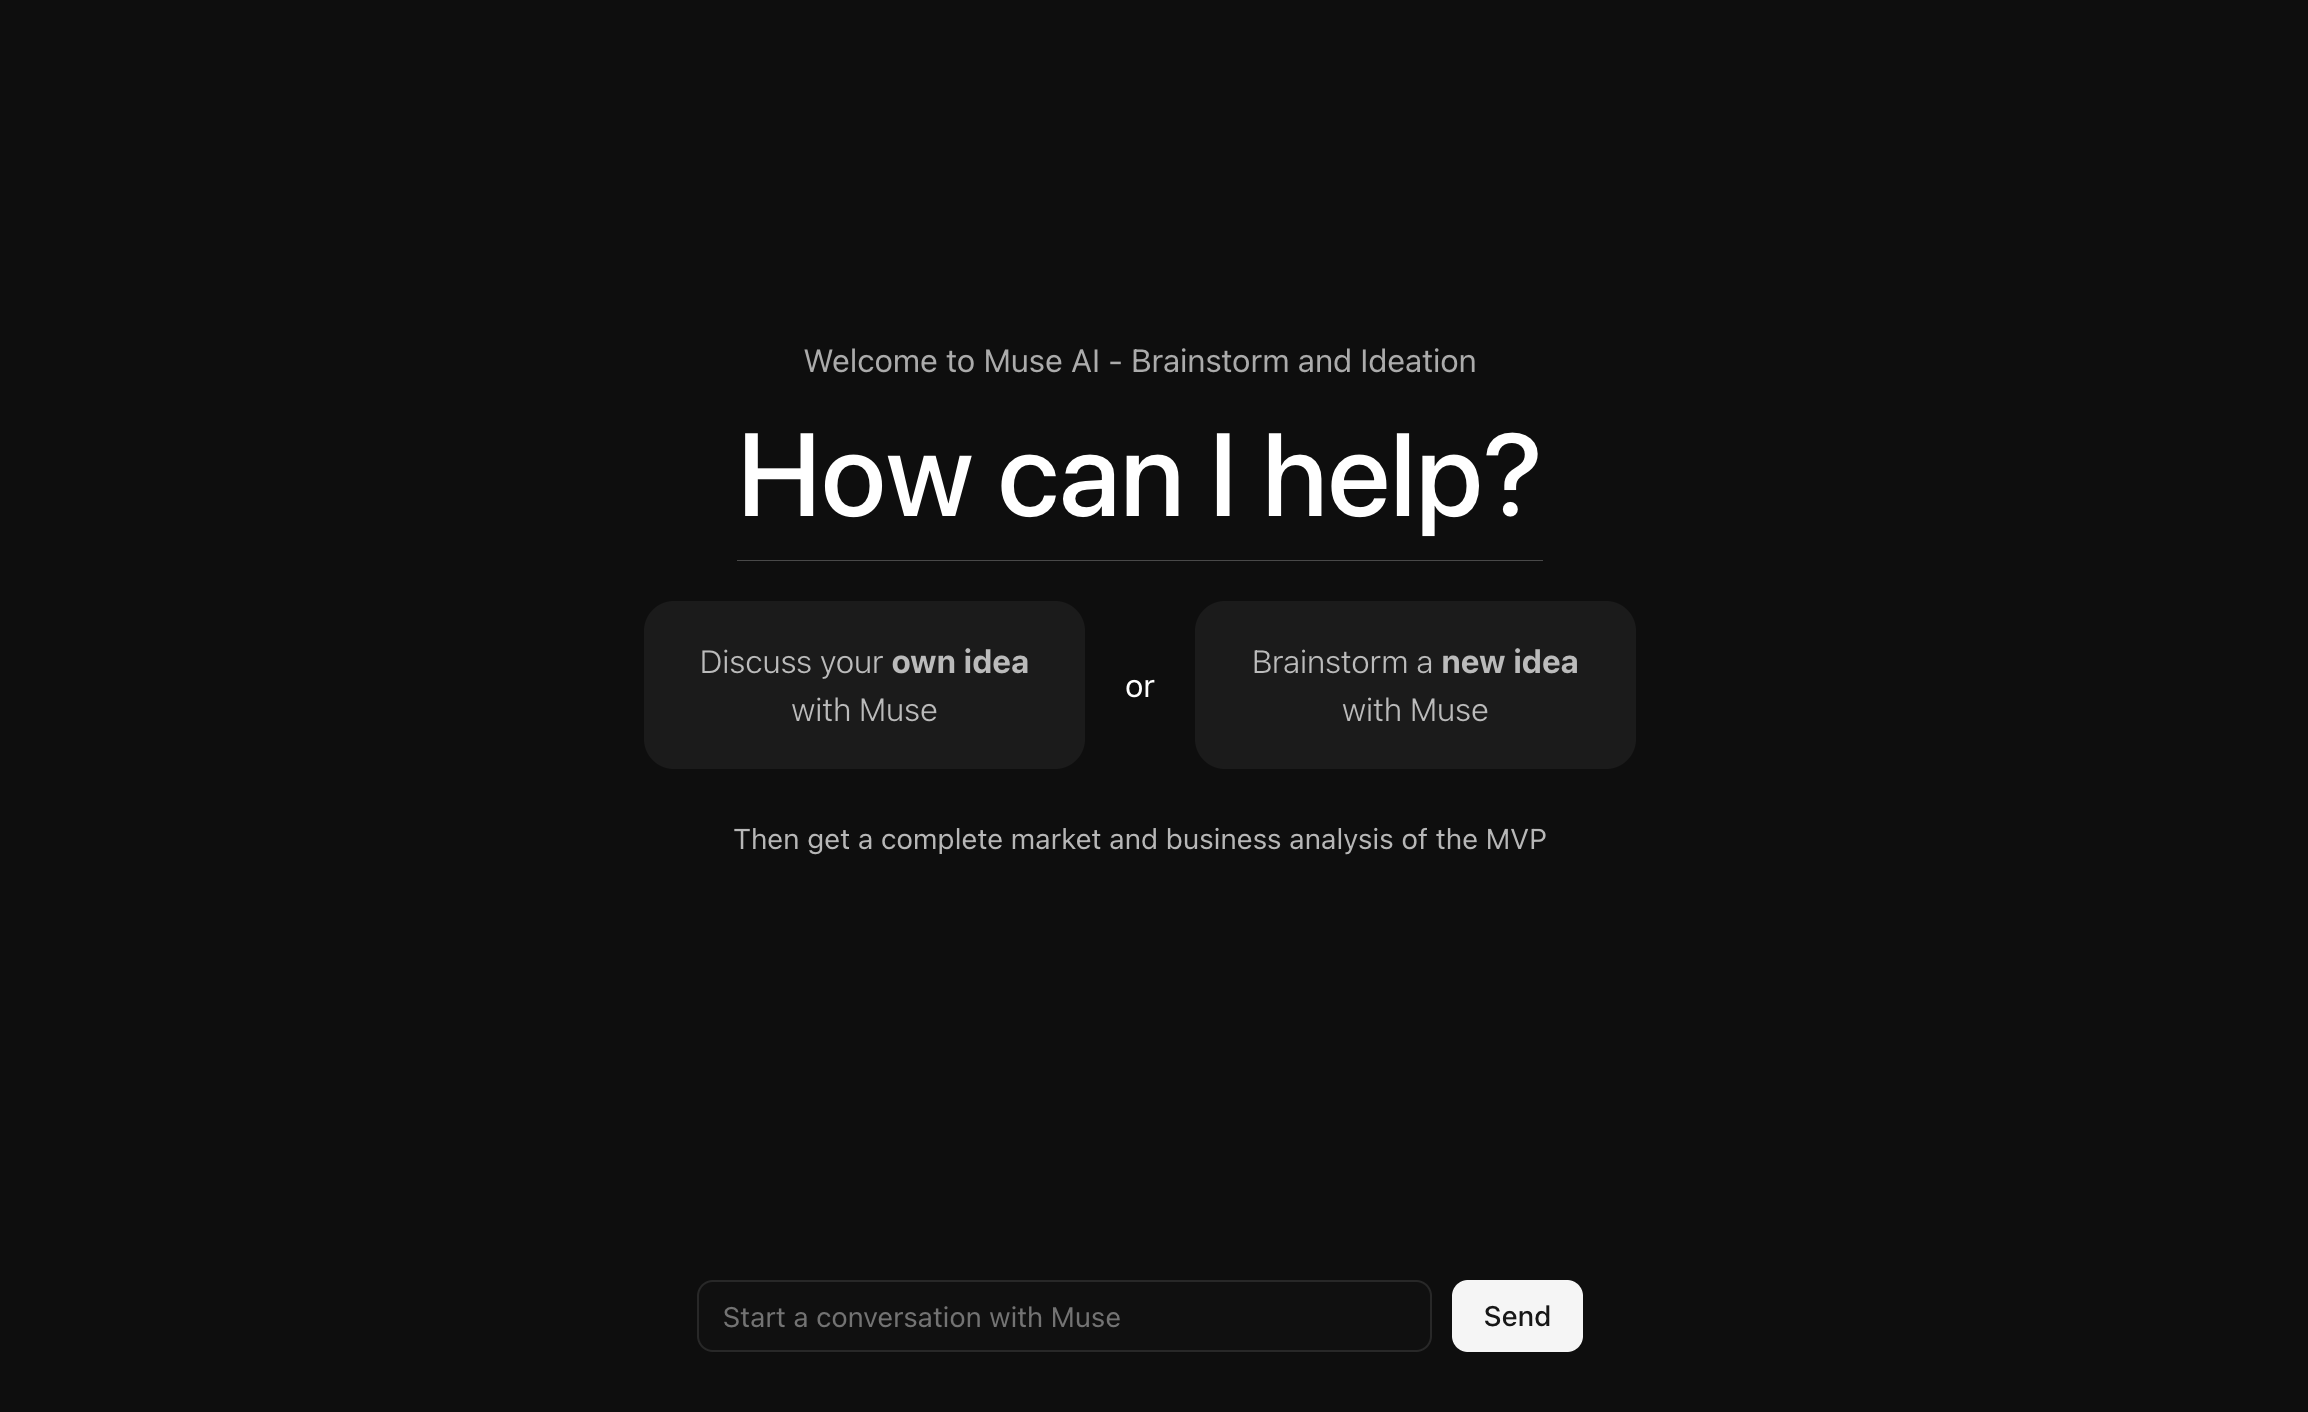 Welcome to Muse AI - Brainstorm and Ideation
How can I help?
Discuss your own idea
with Muse
or
Brainstorm a new idea
with Muse
Then get a complete market and business analysis of the MVP
Start a conversation with Muse
Send